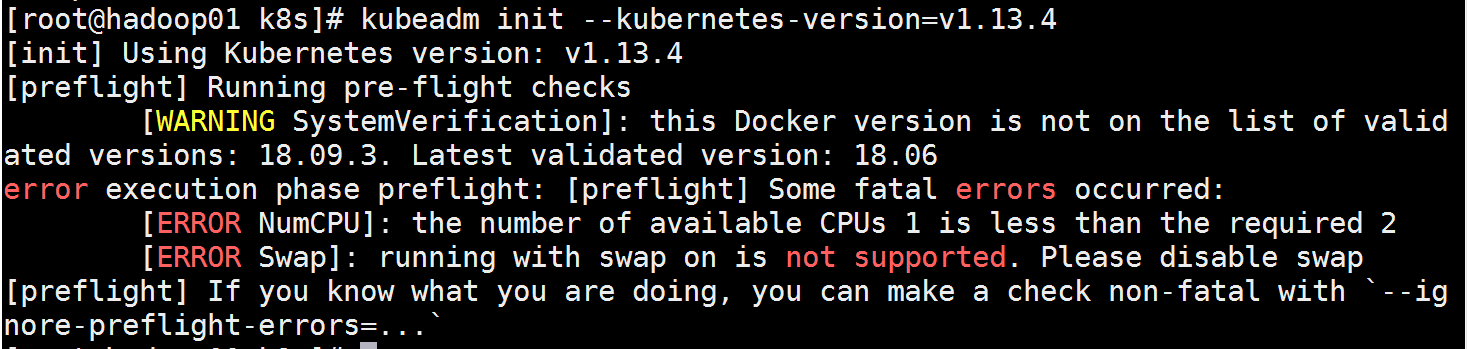 [root@hadoop01 k8s]# kubeadm init --kubernetes-version=v1.13.4
[init] Using Kubernetes version: v1.13.4
[preflight] Running pre-flight checks
        [WARNING SystemVerification]: this Docker version is not on the list of valid
ated versions: 18.09.3. Latest validated version: 18.06
error execution phase preflight: [preflight] Some fatal errors occurred:
        [ERROR NumCPU]: the number of available CPUs 1 is less than the required 2
        [ERROR Swap]: running with swap on is not supported. Please disable swap
[preflight] If you know what you are doing, you can make a check non-fatal with `--ig
nore-preflight-errors=...`